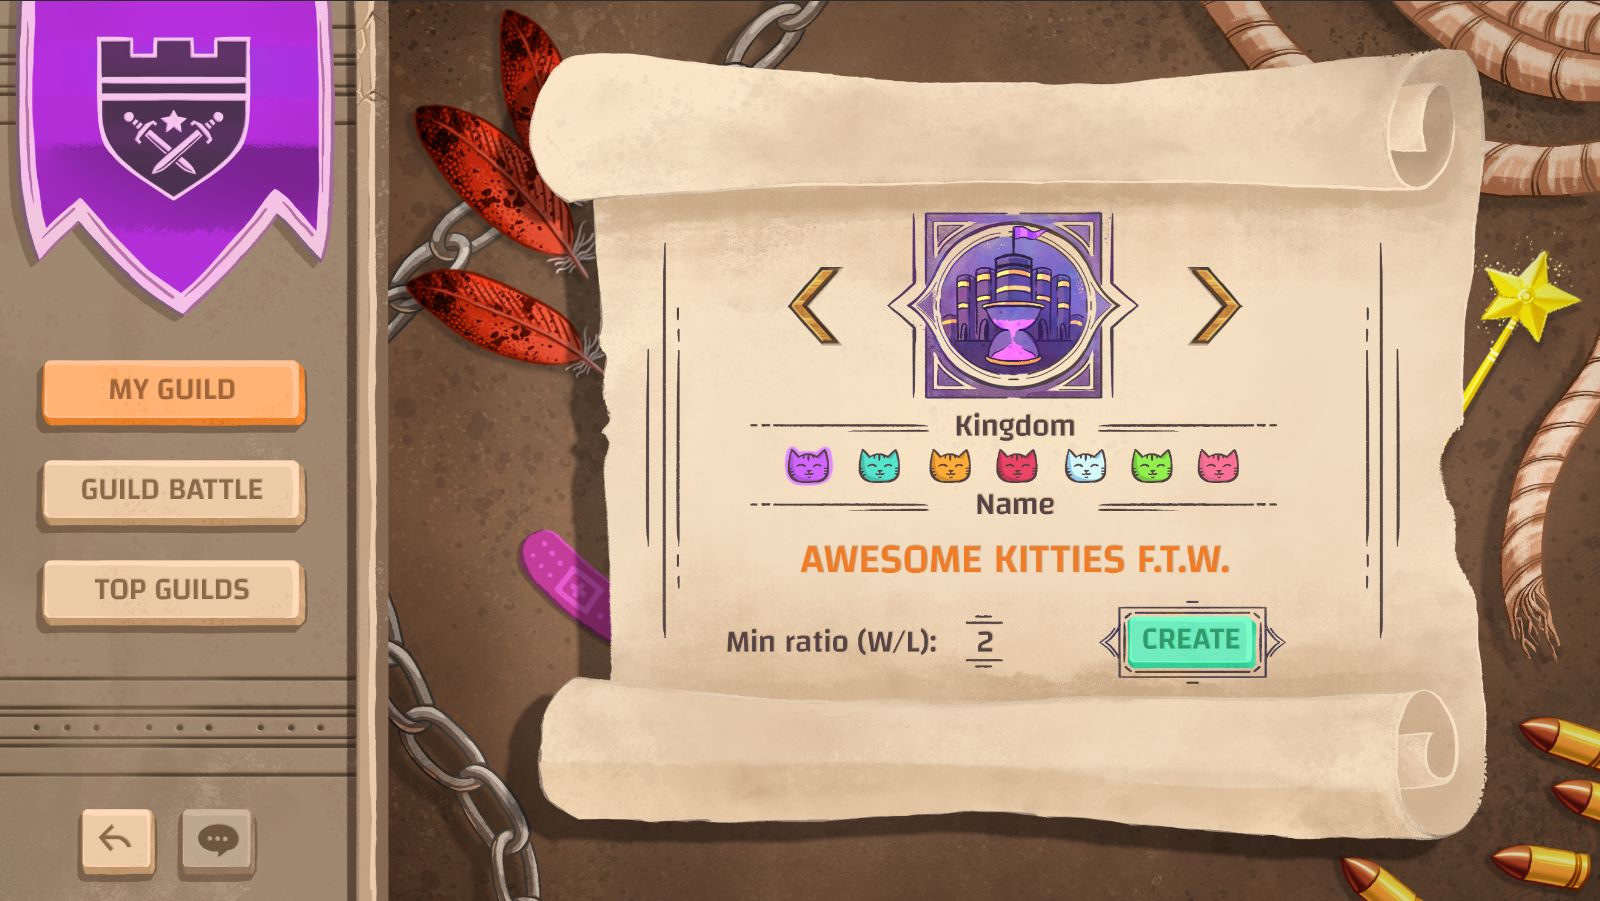 MY GUILD
GUILD BATTLE
TOP GUILDS
Kingdom
Name
AWESOME KITTIES F.T.W.
Min ratio (W/L): 2
CREATE